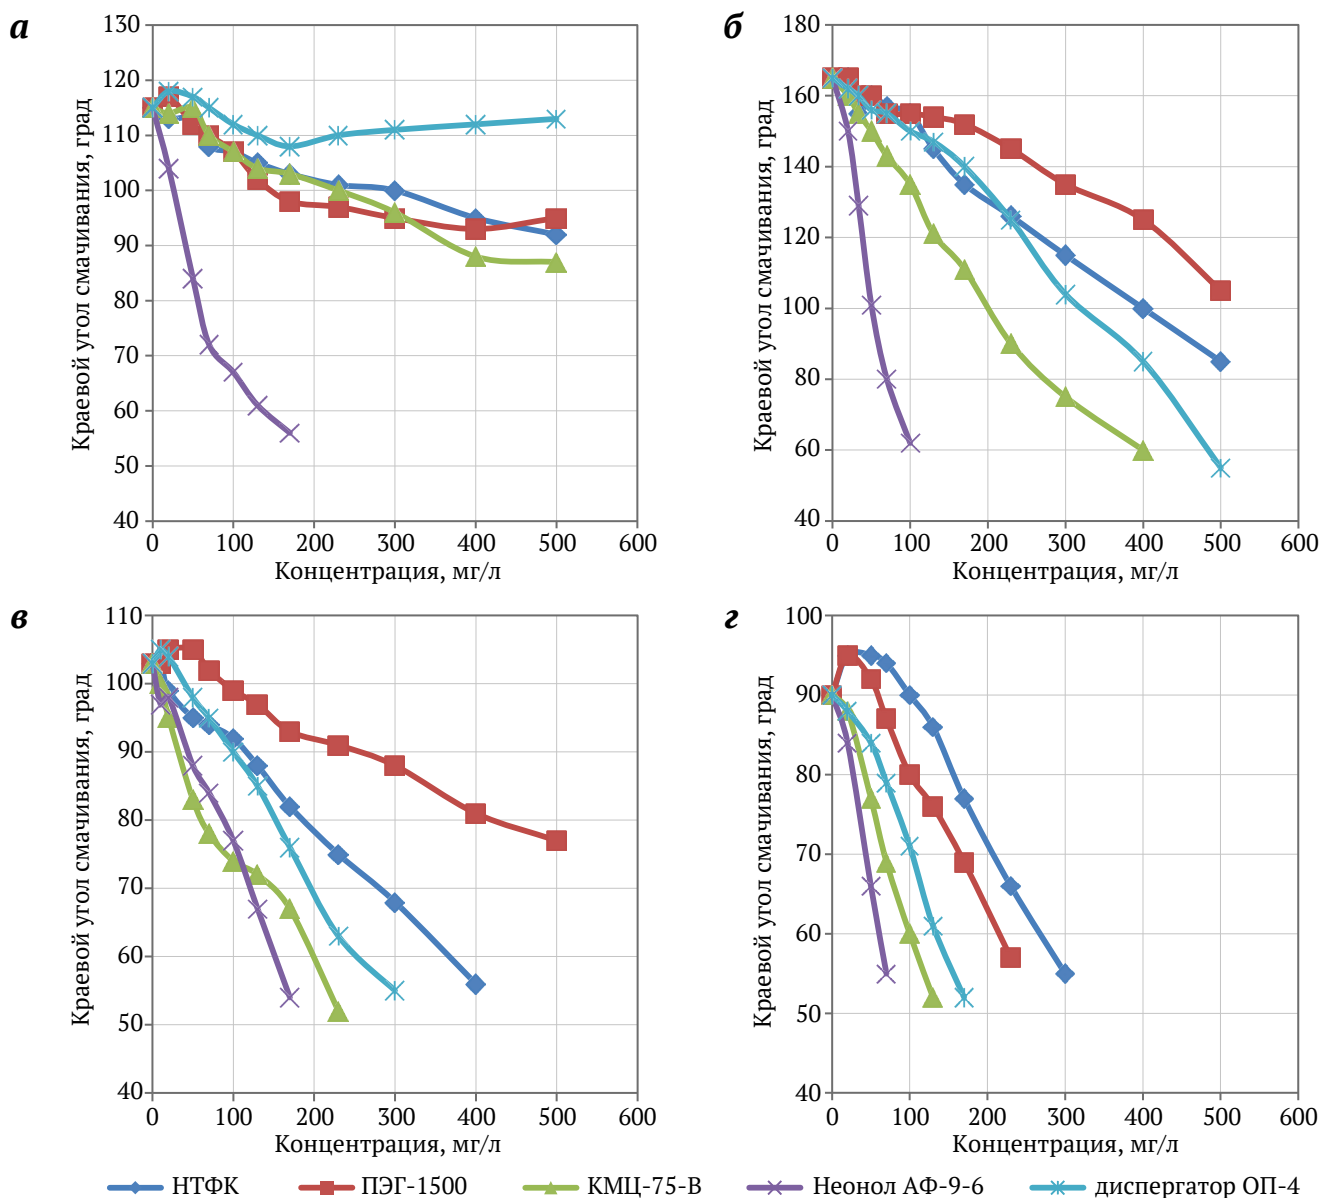 а
Краевой угол смачивания, град
130
120
110
100
90
80
70
60
50
40
0 100 200 300 400 500 600
Концентрация, мг/л
б
Краевой угол смачивания, град
180
160
140
120
100
80
60
40
0 100 200 300 400 500 600
Концентрация, мг/л
в
Краевой угол смачивания, град
110
100
90
80
70
60
50
40
0 100 200 300 400 500 600
Концентрация, мг/л
г
Краевой угол смачивания, град
100
90
80
70
60
50
40
0 100 200 300 400 500 600
Концентрация, мг/л
НТФК ПЭГ-1500 КМЦ-75-В Неонол АФ-9-6 диспергатор ОП-4